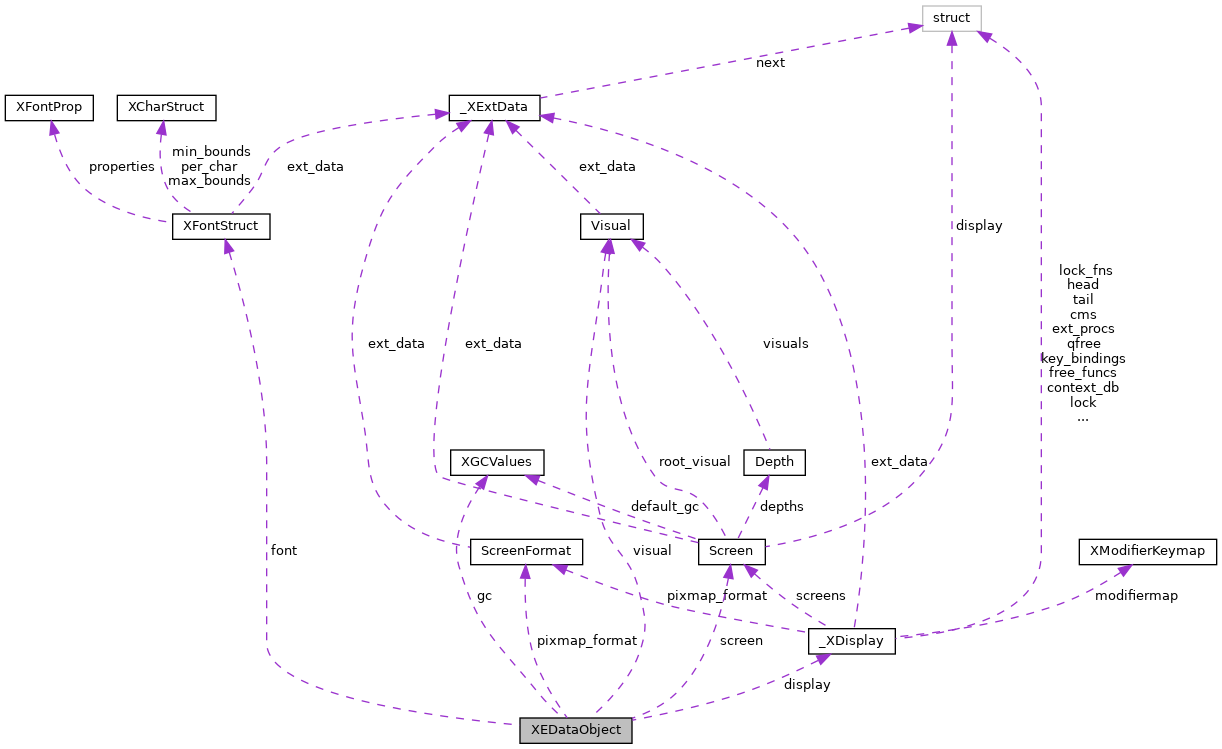 struct
next
XFontProp
XCharStruct
_XExtData
min_bounds
per_char
max_bounds
properties
ext_data
ext_data
XFontStruct
Visual
display
lock_fns
head
tail
cms
ext_procs
qfree
key_bindings
free_funcs
context_db
lock
...
ext_data
ext_data
visuals
XGCValues
root_visual
Depth
ext_data
default_gc
depths
font
ScreenFormat
visual
Screen
XModifierKeymap
gc
pixmap_format
screens
modifiermap
pixmap_format
screen
_XDisplay
display
XEDataObject